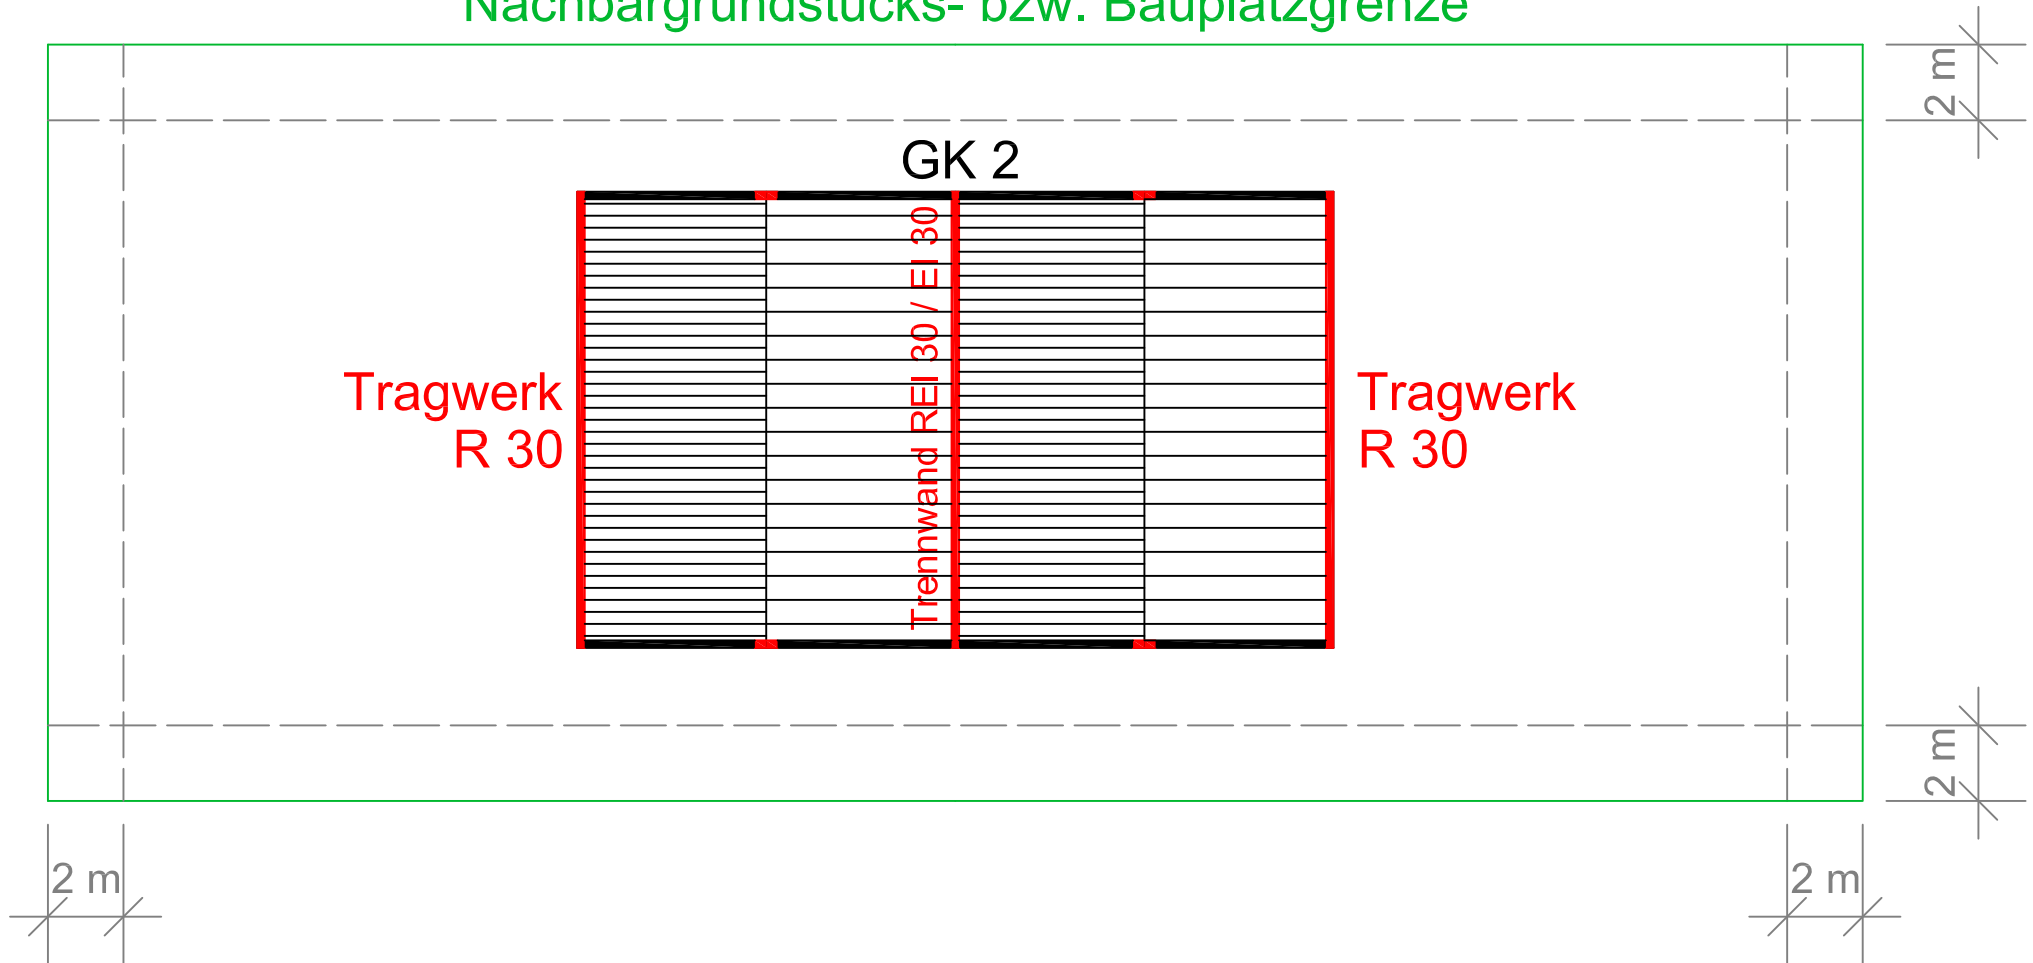 Nachbargrundstücks- bzw. Bauplatzgrenze
2 m
GK 2
Trennwand REI 30 / EI 30
Tragwerk
R 30
Tragwerk
R 30
2 m
2 m
2 m